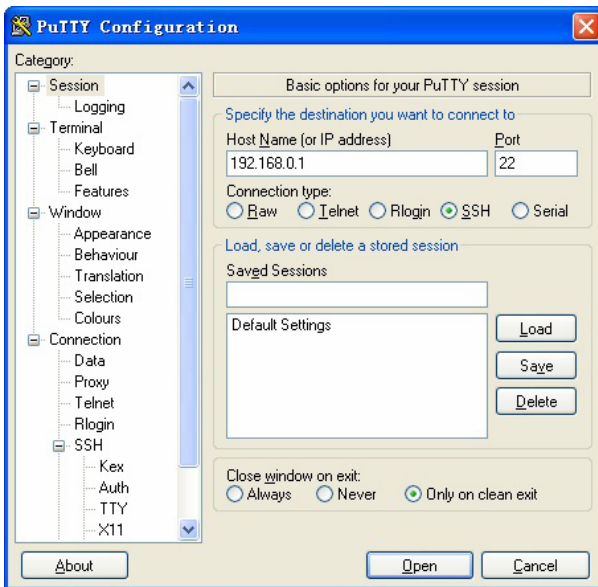 PuTTY Configuration
Category:
Session
Logging
Terminal
Keyboard
Bell
Features
Window
Appearance
Behaviour
Translation
Selection
Colours
Connection
Data
Proxy
Telnet
Rlogin
SSH
Kex
Auth
TTY
X11
Basic options for your PuTTY session
Specify the destination you want to connect to
Host Name (or IP address) Port
192.168.0.1 22
Connection type:
Raw Telnet Rlogin SSH Serial
Load, save or delete a stored session
Saved Sessions
Default Settings
Load
Save
Delete
Close window on exit:
Always Never Only on clean exit
About Open Cancel